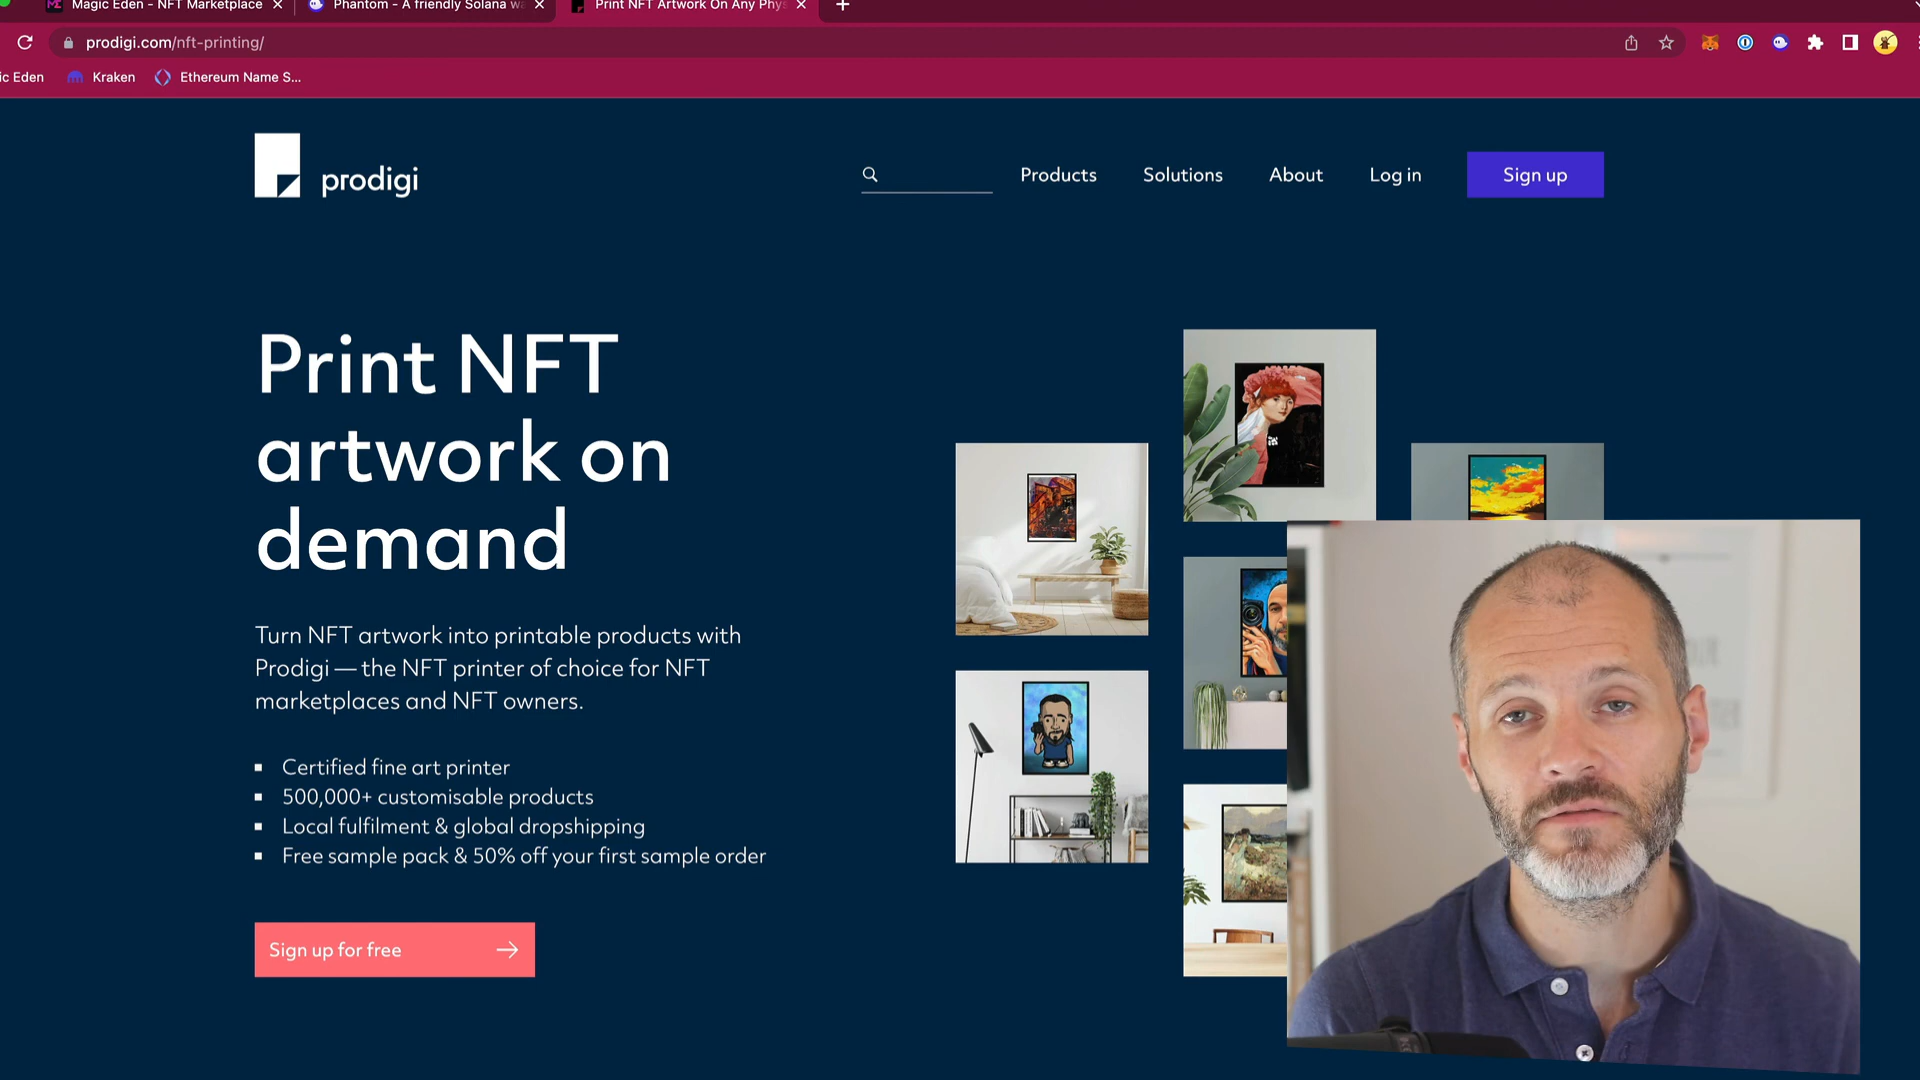 Magic Eden - NFT Marketplace
Phantom - A friendly Solana wa
Print NFT Artwork On Any Phys
prodigi.com/nft-printing/
ic Eden
Kraken
Ethereum Name S...
prodigi
Products
Solutions
About
Log in
Sign up
Print NFT
artwork on
demand
Turn NFT artwork into printable products with
Prodigi — the NFT printer of choice for NFT
marketplaces and NFT owners.
Certified fine art printer
500,000+ customisable products
Local fulfilment & global dropshipping
Free sample pack & 50% off your first sample order
Sign up for free